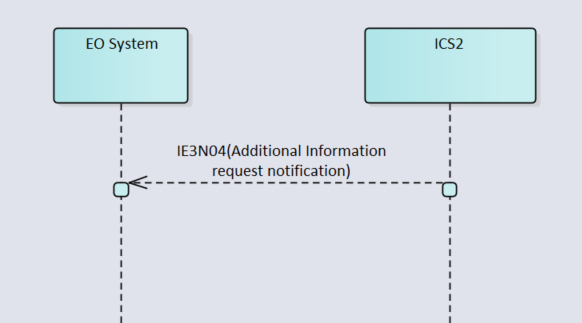 EO System
ICS2
IE3N04(Additional Information
request notification)